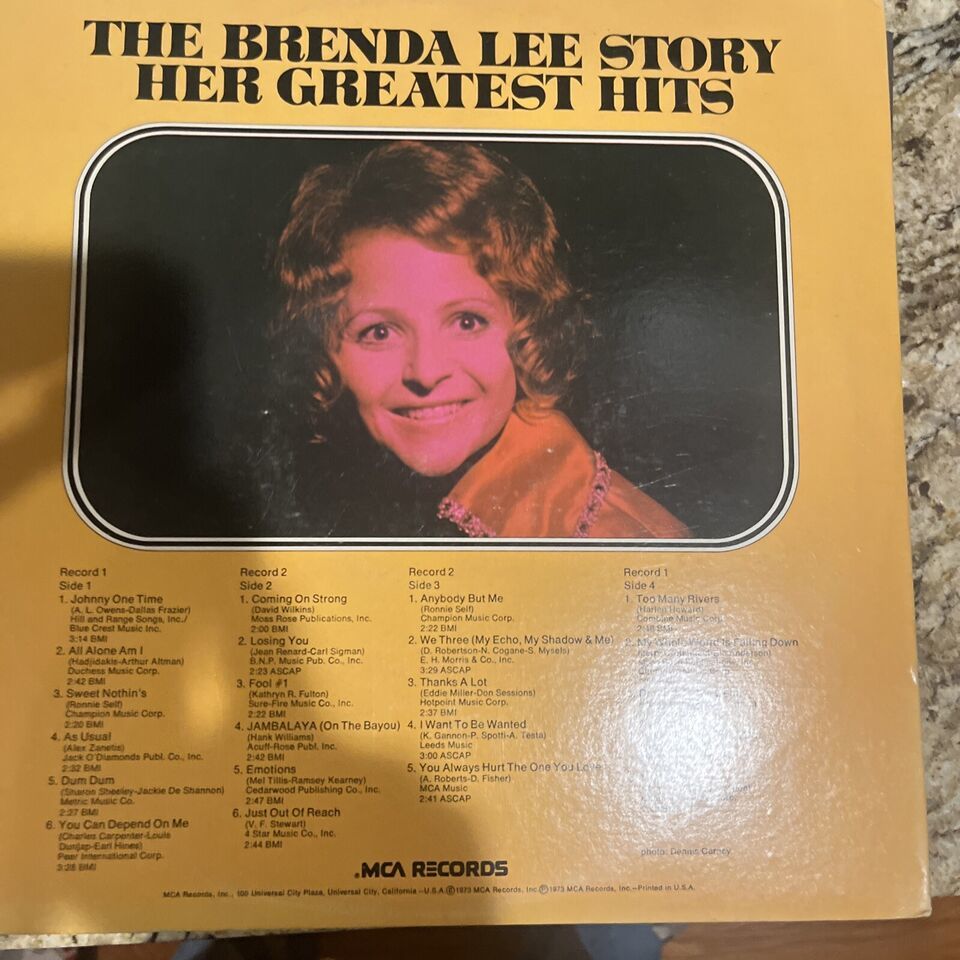 THE BRENDA LEE STORY
HER GREATEST HITS
Record 1
Side 1
1. Johnny One Time
(A. L. Owens-Dallas Frazier)
Hill and Range Songs, Inc./
Blue Crest Music Inc.
3:14 BMI
2. All Alone Am I
(Hadjidakis-Arthur Altman)
Duchess Music Corp.
2:42 BMI
3. Sweet Nothin's
(Ronnie Self)
Champion Music Corp.
2:20 BMI
4. As Usual
(Alex Zanetis)
Jack O'Diamonds Publ. Co., Inc.
2:32 BMI
5. Dum Dum
(Sharon Sheeley-Jackie De Shannon)
Metric Music Co.
2:27 BMI
6. You Can Depend On Me
(Charles Carpenter-Louis
Dunlap-Earl Hines)
Peer International Corp.
3:28 BMI
Record 2
Side 2
1. Coming On Strong
(David Wilkins)
Moss Rose Publications, Inc.
2:00 BMI
2. Losing You
(Jean Renard-Carl Sigman)
B.N.P. Music Pub. Co., Inc.
2:23 ASCAP
3. Fool #1
(Kathryn R. Fulton)
Sure-Fire Music Co., Inc.
2:22 BMI
4. JAMBALAYA (On The Bayou)
(Hank Williams)
Acuff-Rose Publ. Inc.
2:42 BMI
5. Emotions
(Mel Tillis-Ramsey Kearney)
Cedarwood Publishing Co., Inc.
2:47 BMI
6. Just Out Of Reach
(V. F. Stewart)
4 Star Music Co., Inc.
2:44 BMI
Record 2
Side 3
1. Anybody But Me
(Ronnie Self)
Champion Music Corp.
2:22 BMI
2. We Three (My Echo, My Shadow & Me)
(D. Robertson-N. Cogane-S. Mysels)
E. H. Morris & Co., Inc.
3:29 ASCAP
3. Thanks A Lot
(Eddie Miller-Don Sessions)
Hotpoint Music Corp.
2:37 BMI
4. I Want To Be Wanted
(K. Gannon-P. Spotti-A. Testa)
Leeds Music
3:00 ASCAP
5. You Always Hurt The One You Love
(A. Roberts-D. Fisher)
MCA Music
2:41 ASCAP
Record 1
Side 4
1. Too Many Rivers
(Harlan Howard)
Combine Music Corp.
2. My Whole World Is Falling Down
photo: Dennis Carney
MCA RECORDS
MCA Records, Inc., 100 Universal City Plaza, Universal City, California—U.S.A. ©1973 MCA Records, Inc. ℗1973 MCA Records, Inc.—Printed in U.S.A.